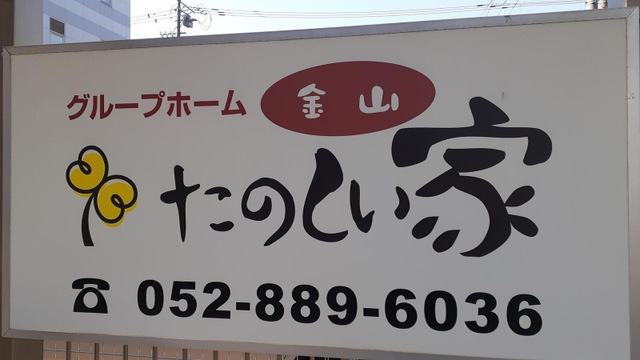 グループホーム 金山
たのしい家
☎ 052-889-6036